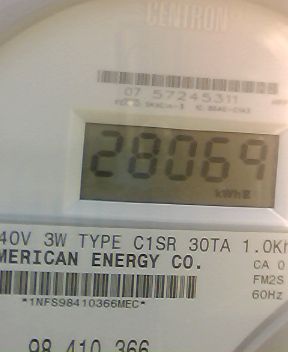 CENTRON
07 57245311
28069
kWh
40V 3W TYPE C1SR 30TA 1.0Kh
MERICAN ENERGY CO.
CA 0
FM2S
60Hz
*1NFS98410366MEC*
98 410 366